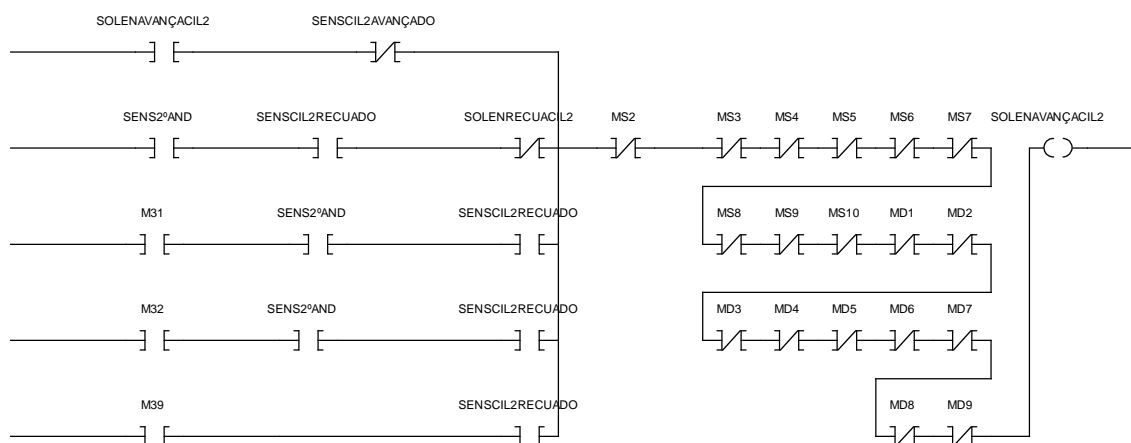 SOLENAVANÇACIL2 SENSCIL2AVANÇADO
SENS2ºAND SENSCIL2RECUADO SOLENRECUACIL2 MS2 MS3 MS4 MS5 MS6 MS7 SOLENAVANÇACIL2
M31 SENS2ºAND SENSCIL2RECUADO MS8 MS9 MS10 MD1 MD2
M32 SENS2ºAND SENSCIL2RECUADO MD3 MD4 MD5 MD6 MD7
M39 SENSCIL2RECUADO MD8 MD9